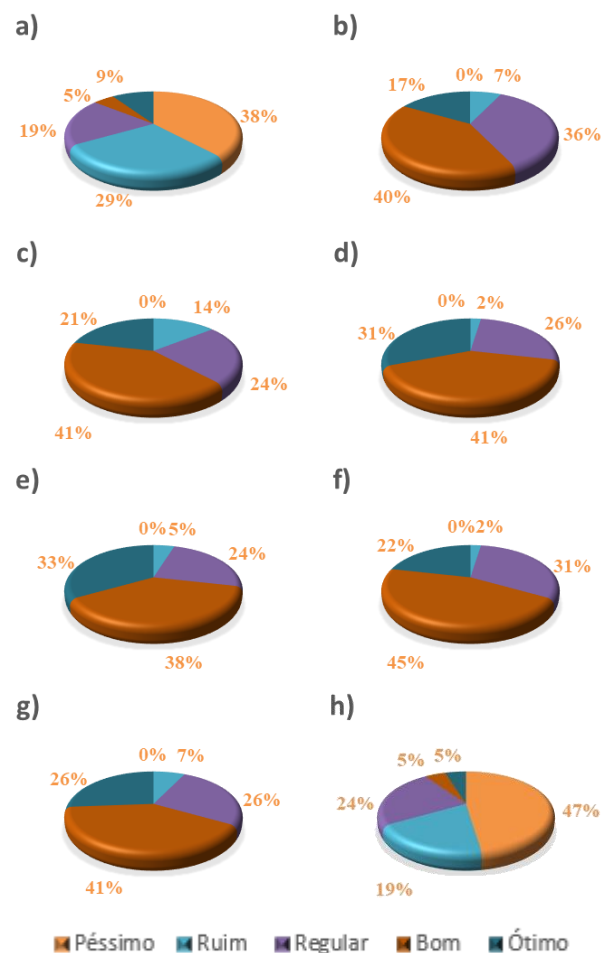 a) b)
9% 0% 7%
5% 17%
38%
19% 36%
29% 40%
c) d)
0% 14% 0% 2%
21% 26%
31%
24%
41% 41%
e) f)
0% 5% 0% 2%
33% 24% 22% 31%
38% 45%
g) h)
0% 7% 5% 5%
26% 26% 24% 47%
41% 19%
Péssimo Ruim Regular Bom Ótimo